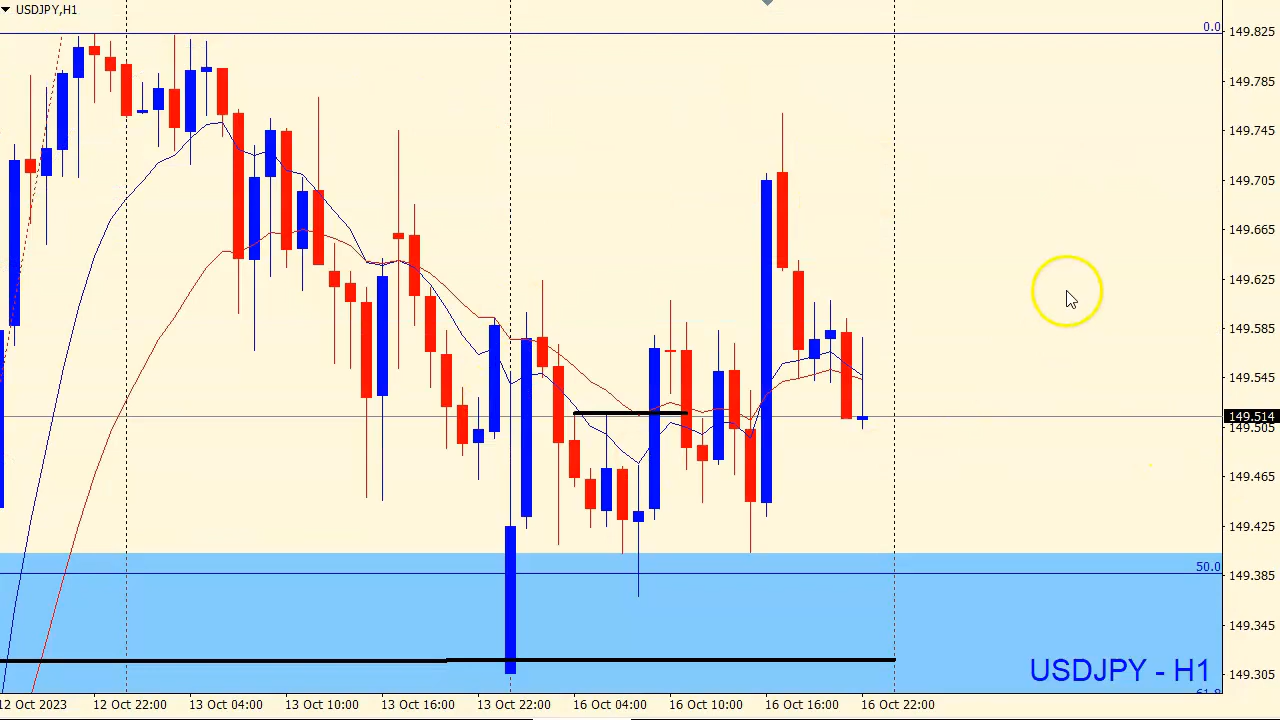 USDJPY,H1
0.0
149.825
149.785
149.745
149.705
149.665
149.625
149.585
149.545
149.514
149.505
149.465
149.425
50.0
149.385
149.345
149.305
USDJPY - H1
61.8
12 Oct 2023
12 Oct 22:00
13 Oct 04:00
13 Oct 10:00
13 Oct 16:00
13 Oct 22:00
16 Oct 04:00
16 Oct 10:00
16 Oct 16:00
16 Oct 22:00